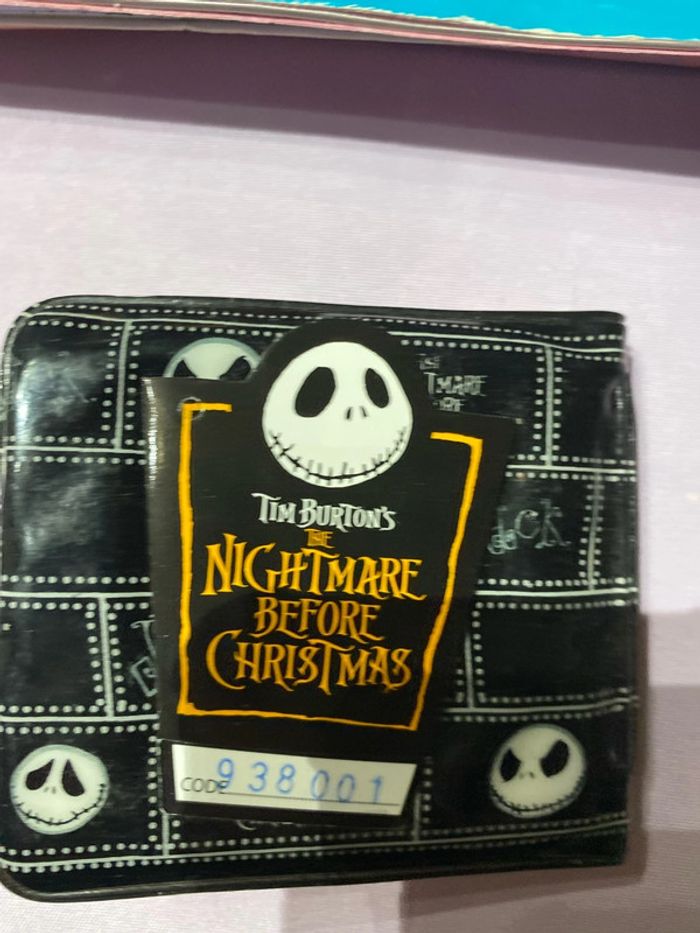 TIM BURTON'S
THE
NIGHTMARE
BEFORE
CHRISTMAS
CODE 938001